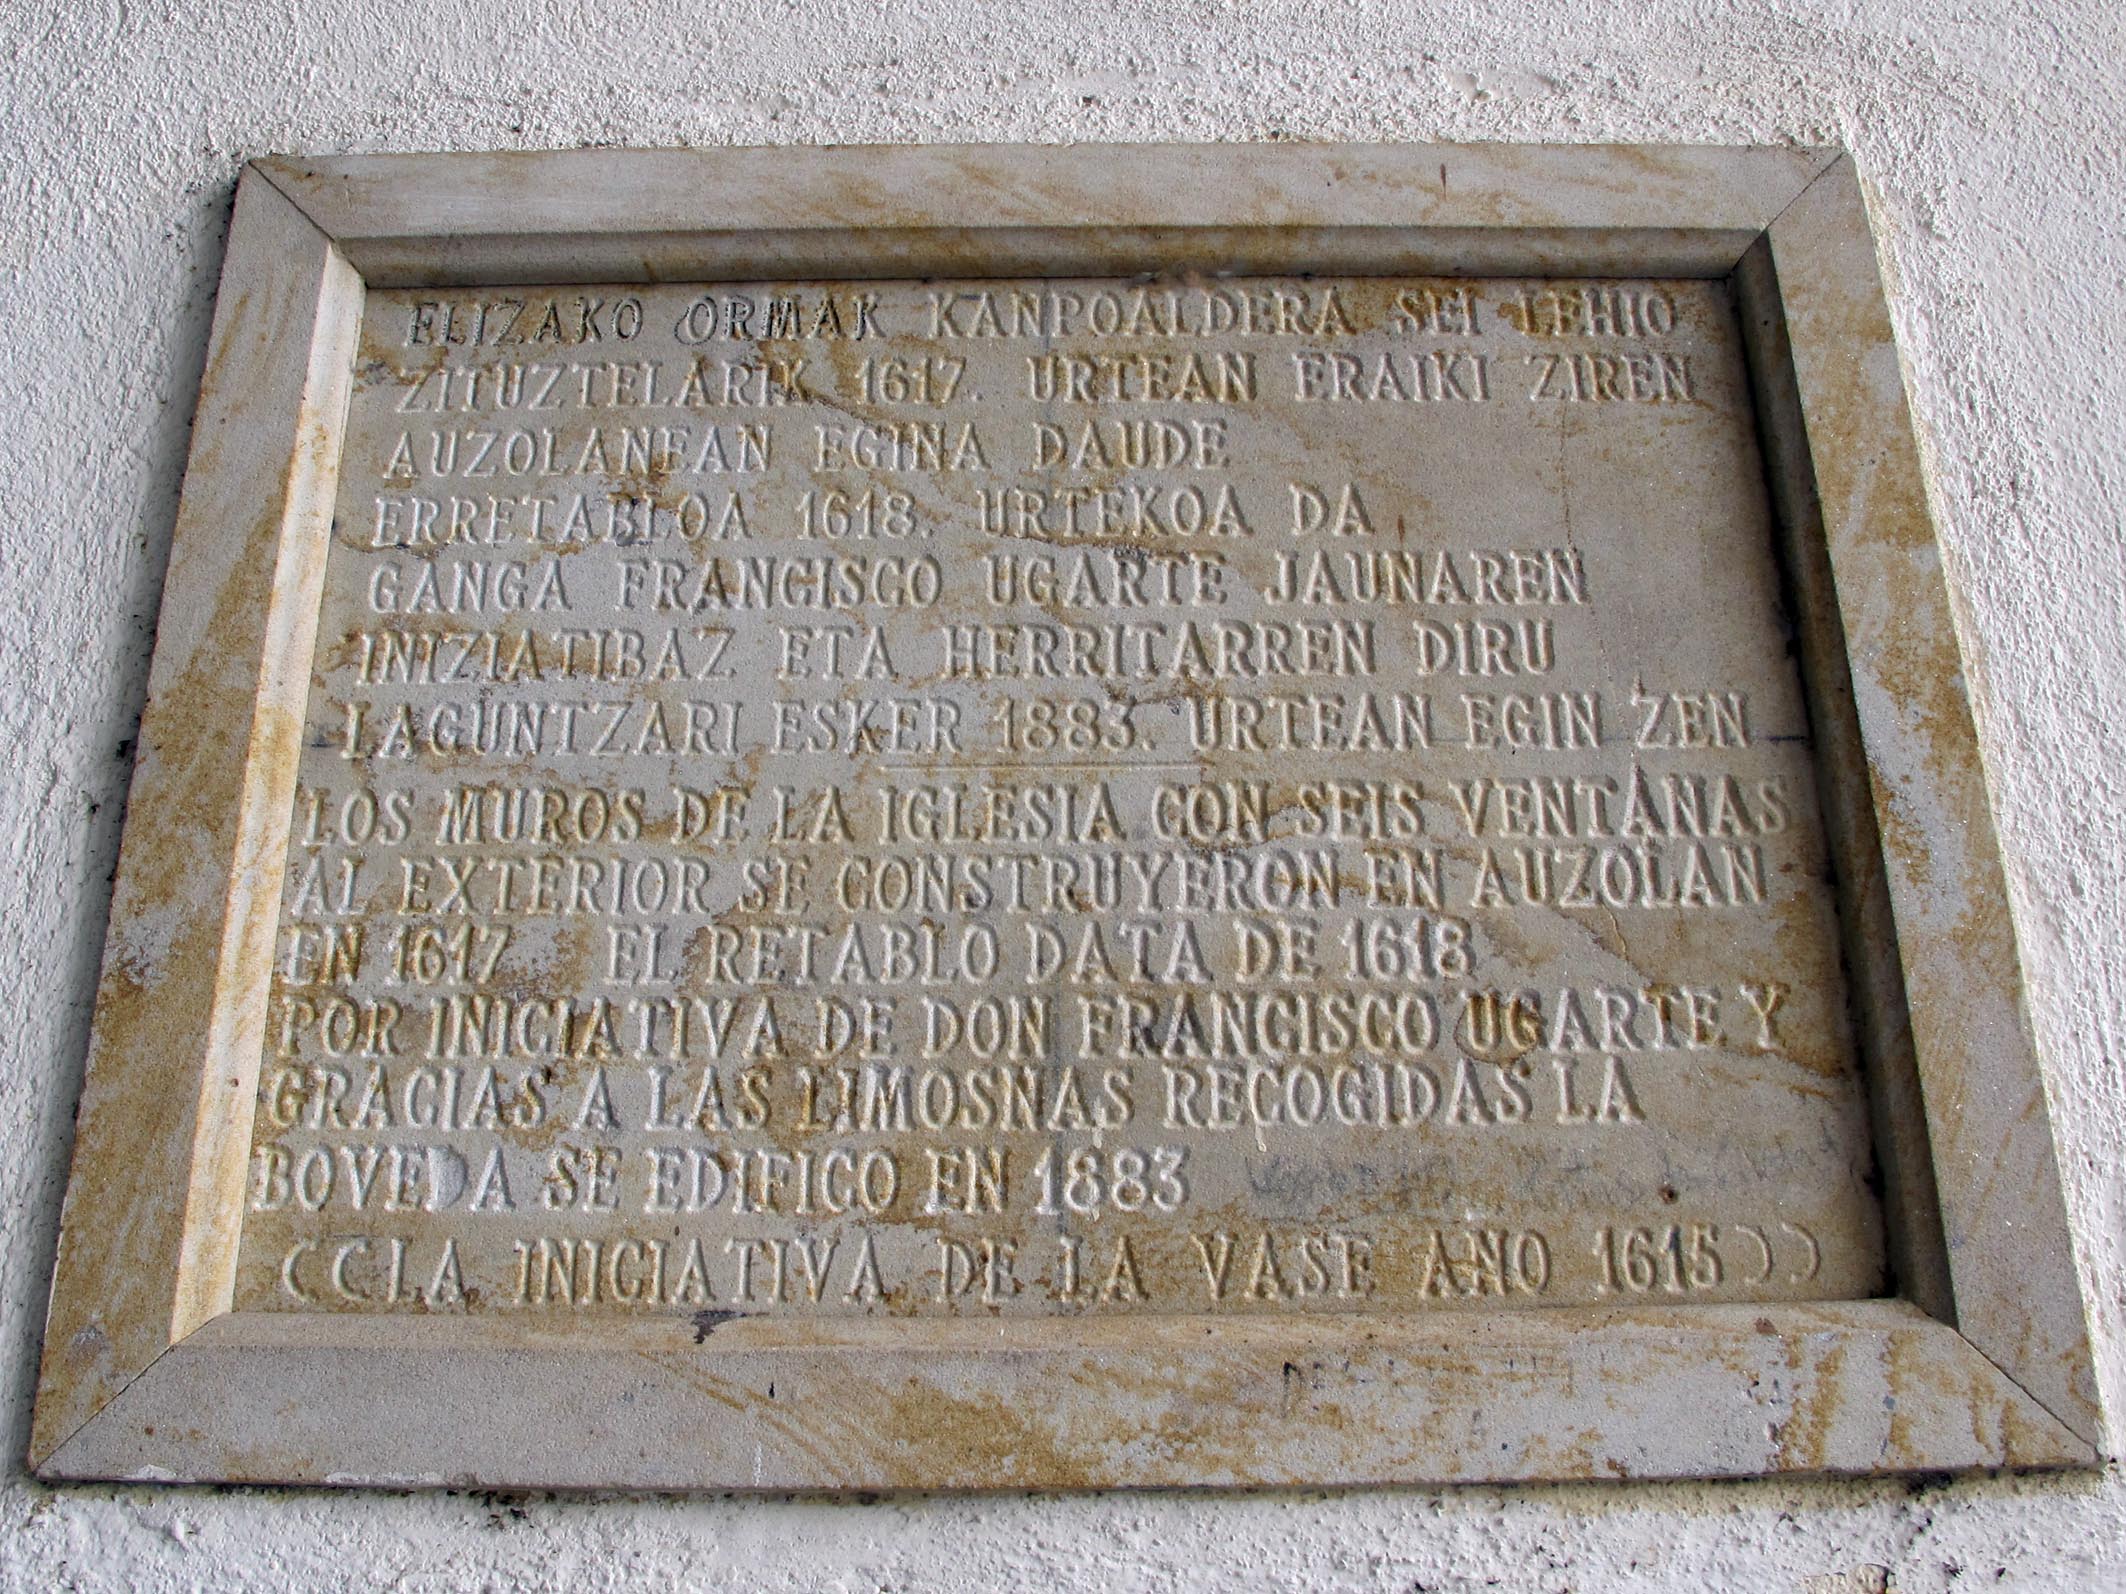 ELIZAKO ORMAK KANPOALDERA SEI LEHIO
ZITUZTELARIK 1617. URTEAN ERAIKI ZIREN
AUZOLANEAN EGINA DAUDE
ERRETABLOA 1618. URTEKOA DA
GANGA FRANCISCO UGARTE JAUNAREN
INIZIATIBAZ ETA HERRITARREN DIRU
LAGUNTZARI ESKER 1883. URTEAN EGIN ZEN
LOS MUROS DE LA IGLESIA CON SEIS VENTANAS
AL EXTERIOR SE CONSTRUYERON EN AUZOLAN
EN 1617 EL RETABLO DATA DE 1618
POR INICIATIVA DE DON FRANCISCO UGARTE Y
GRACIAS A LAS LIMOSNAS RECOGIDAS LA
BOVEDA SE EDIFICO EN 1883
((LA INICIATIVA DE LA VASE AÑO 1615))